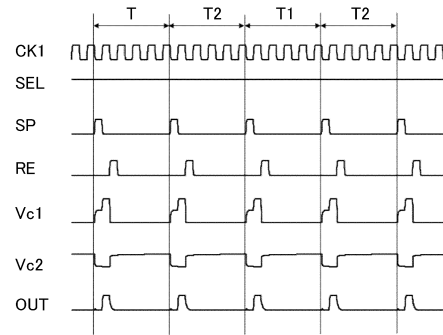 T T2 T1 T2
CK1
SEL
SP
RE
Vc1
Vc2
OUT